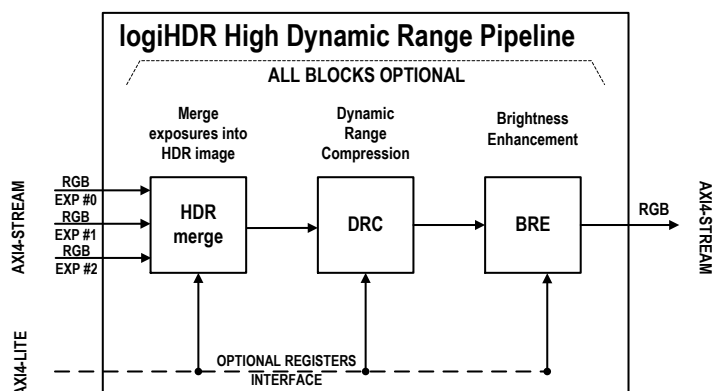 logiHDR High Dynamic Range Pipeline
ALL BLOCKS OPTIONAL
Merge
exposures into
HDR image
Dynamic
Range
Compression
Brightness
Enhancement
AXI4-STREAM
RGB
EXP #0
RGB
EXP #1
RGB
EXP #2
HDR
merge
DRC
BRE
RGB
AXI4-STREAM
AXI4-LITE
OPTIONAL REGISTERS
INTERFACE